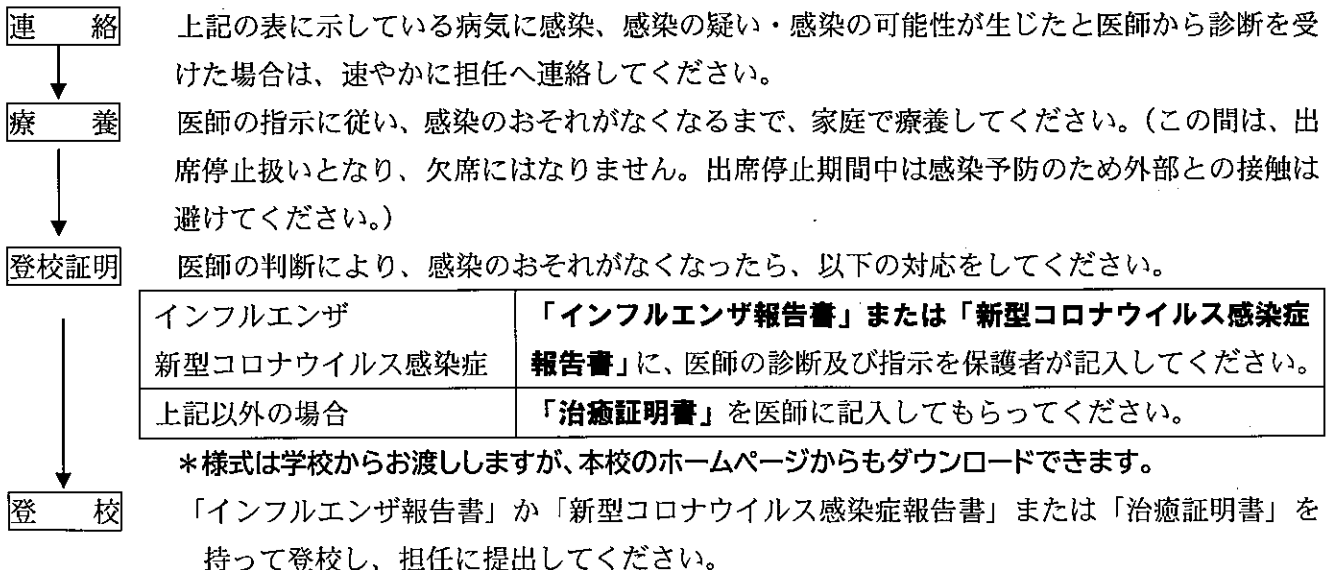 連　絡　上記の表に示している病気に感染、感染の疑い・感染の可能性が生じたと医師から診断を受
けた場合は、速やかに担任へ連絡してください。
療　養　医師の指示に従い、感染のおそれがなくなるまで、家庭で療養してください。（この間は、出
席停止扱いとなり、欠席にはなりません。出席停止期間中は感染予防のため外部との接触は
避けてください。）
登校証明　医師の判断により、感染のおそれがなくなったら、以下の対応をしてください。
インフルエンザ　「インフルエンザ報告書」または「新型コロナウイルス感染症
新型コロナウイルス感染症　報告書」に、医師の診断及び指示を保護者が記入してください。
上記以外の場合　「治癒証明書」を医師に記入してもらってください。
＊様式は学校からお渡ししますが、本校のホームページからもダウンロードできます。
登　校　「インフルエンザ報告書」か「新型コロナウイルス感染症報告書」または「治癒証明書」を
持って登校し、担任に提出してください。